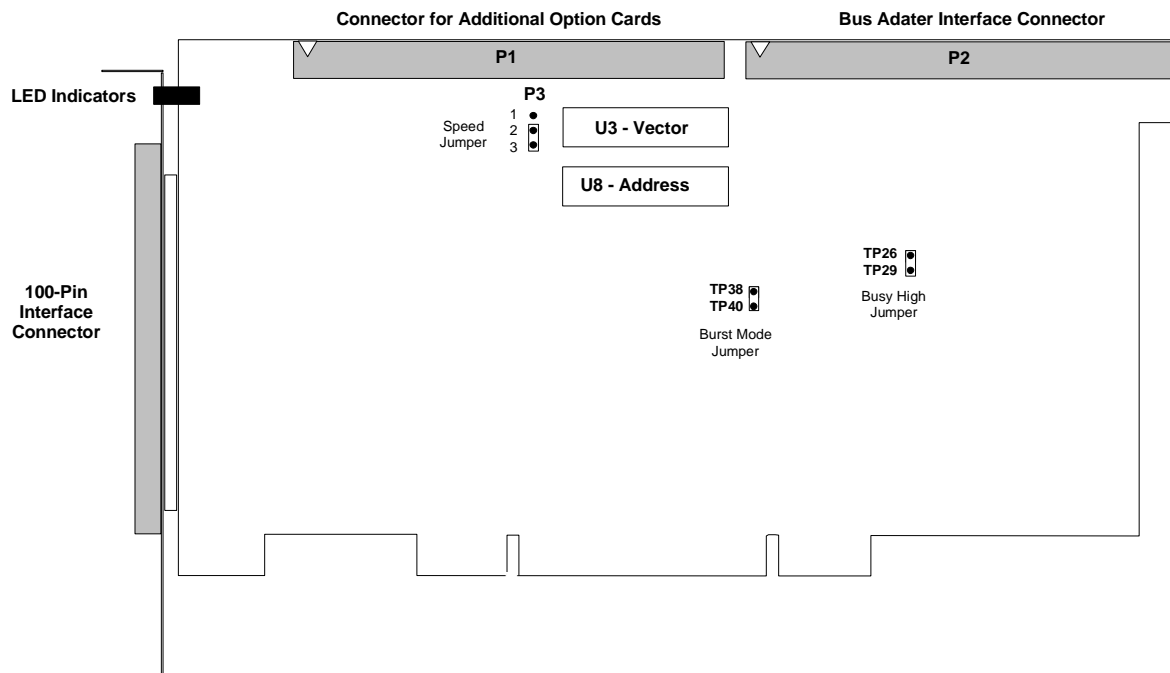 Connector for Additional Option Cards
Bus Adater Interface Connector
P1
P2
LED Indicators
P3
1
2
3
Speed
Jumper
U3 - Vector
U8 - Address
TP26
TP29
Busy High
Jumper
TP38
TP40
Burst Mode
Jumper
100-Pin
Interface
Connector